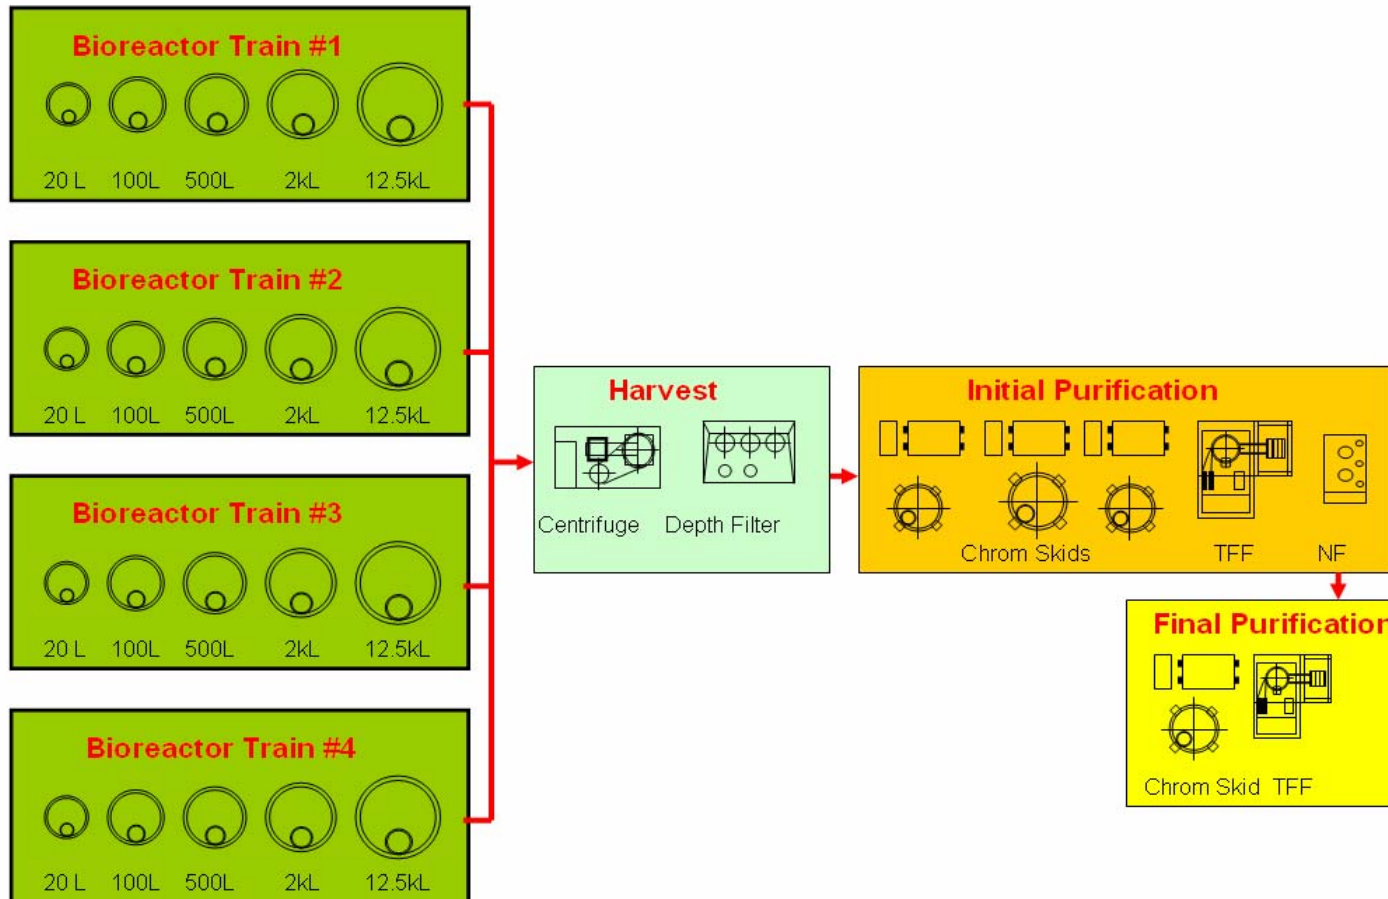 Bioreactor Train #1
20 L 100L 500L 2kL 12.5kL
Bioreactor Train #2
20 L 100L 500L 2kL 12.5kL
Bioreactor Train #3
20 L 100L 500L 2kL 12.5kL
Bioreactor Train #4
20 L 100L 500L 2kL 12.5kL
Harvest
Centrifuge Depth Filter
Initial Purification
Chrom Skids TFF NF
Final Purification
Chrom Skid TFF